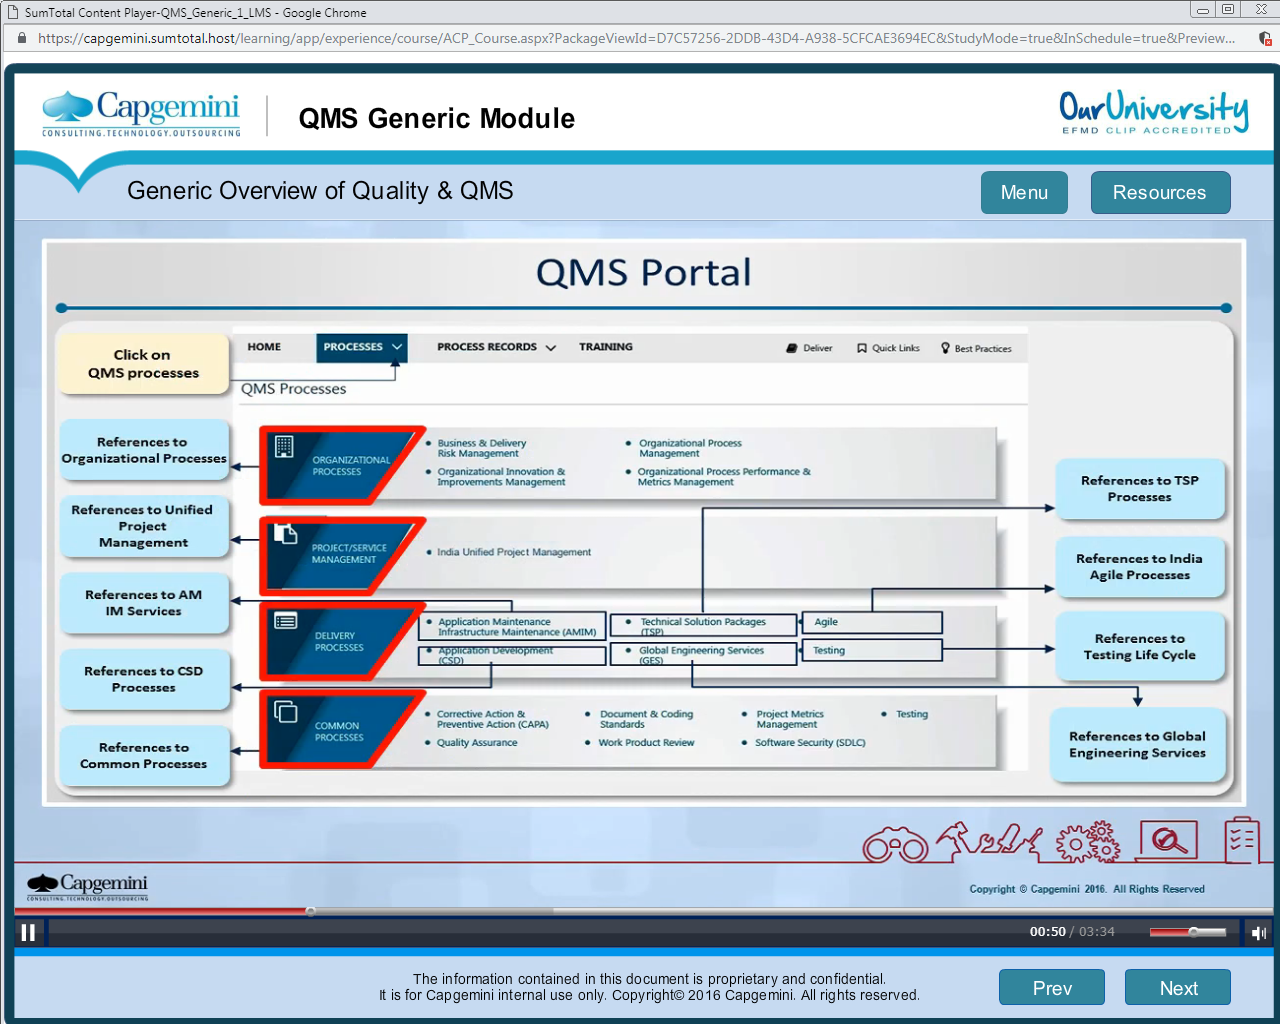 SumTotal Content Player-QMS_Generic_1_LMS - Google Chrome
https://capgemini.sumtotal.host/learning/app/experience/course/ACP_Course.aspx?PackageViewId=D7C57256-2DDB-43D4-A938-5CFCAE3694EC&StudyMode=true&InSchedule=true&Preview...
Capgemini
CONSULTING.TECHNOLOGY.OUTSOURCING
QMS Generic Module
OurUniversity
EFMD CLIP ACCREDITED
Generic Overview of Quality & QMS
Menu
Resources
QMS Portal
Click on
QMS processes
HOME
PROCESSES
PROCESS RECORDS
TRAINING
Deliver
Quick Links
Best Practices
QMS Processes
References to
Organizational Processes
References to Unified
Project
Management
References to AM
IM Services
References to CSD
Processes
References to
Common Processes
ORGANIZATIONAL
PROCESSES
• Business & Delivery
Risk Management
• Organizational Innovation &
Improvements Management
• Organizational Process
Management
• Organizational Process Performance &
Metrics Management
PROJECT/SERVICE
MANAGEMENT
• India Unified Project Management
DELIVERY
PROCESSES
• Application Maintenance
Infrastructure Maintenance (AMIM)
• Application Development
(CSD)
• Technical Solution Packages
(TSP)
• Global Engineering Services
(GES)
• Agile
• Testing
COMMON
PROCESSES
• Corrective Action &
Preventive Action (CAPA)
• Quality Assurance
• Document & Coding
Standards
• Work Product Review
• Project Metrics
Management
• Software Security (SDLC)
• Testing
References to TSP
Processes
References to India
Agile Processes
References to
Testing Life Cycle
References to Global
Engineering Services
Capgemini
CONSULTING.TECHNOLOGY.OUTSOURCING
Copyright © Capgemini 2016. All Rights Reserved
00:50 / 03:34
The information contained in this document is proprietary and confidential.
It is for Capgemini internal use only. Copyright© 2016 Capgemini. All rights reserved.
Prev
Next